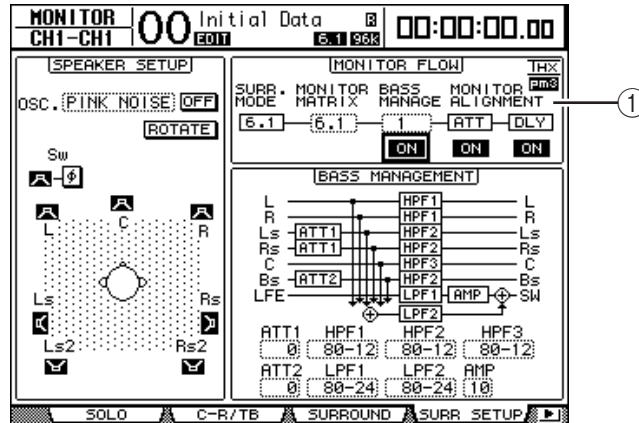 MONITOR
CH1-CH1
00 Initial Data
EDIT
6.1 96k
00:00:00.00
SPEAKER SETUP
OSC. PINK NOISE OFF
ROTATE
Sw
ø
L C R
Ls Rs
Ls2 Rs2
MONITOR FLOW
THX
pm3
SURR. MODE MONITOR MATRIX BASS MANAGE MONITOR ALIGNMENT
6.1 6.1 1 ATT DLY
ON ON ON
1
BASS MANAGEMENT
L HPF1 L
R HPF1 R
Ls ATT1 HPF2 Ls
Rs ATT1 HPF2 Rs
C HPF3 C
Bs ATT2 HPF2 Bs
LFE LPF1 AMP SW
LPF2
ATT1 HPF1 HPF2 HPF3
0 80-12 80-12 80-12
ATT2 LPF1 LPF2 AMP
0 80-24 80-24 10
SOLO C-R/TB SURROUND SURR SETUP